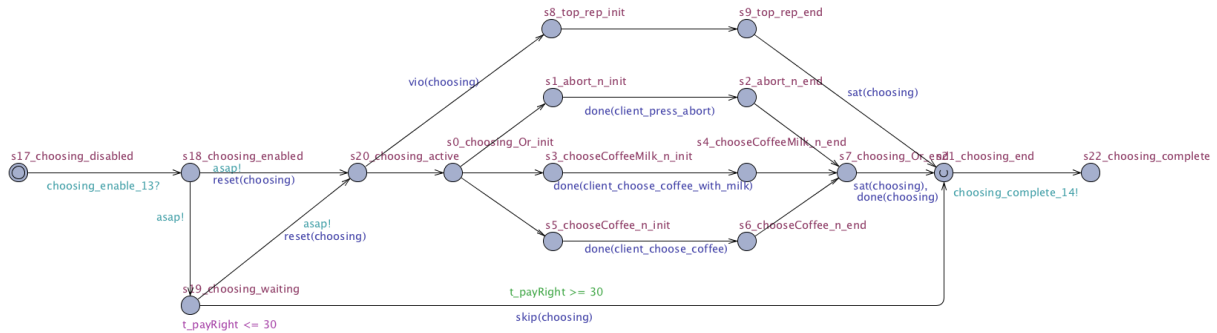 s8_top_rep_init
s9_top_rep_end
vio(choosing)
sat(choosing)
s1_abort_n_init
s2_abort_n_end
done(client_press_abort)
s0_choosing_Or_init
s4_chooseCoffeeMilk_n_end
s17_choosing_disabled
s18_choosing_enabled
s20_choosing_active
s3_chooseCoffeeMilk_n_init
s7_choosing_Or_end
s21_choosing_end
s22_choosing_complete
choosing_enable_13?
asap!
reset(choosing)
done(client_choose_coffee_with_milk)
sat(choosing),
done(choosing)
choosing_complete_14!
asap!
asap!
reset(choosing)
s5_chooseCoffee_n_init
s6_chooseCoffee_n_end
done(client_choose_coffee)
s19_choosing_waiting
t_payRight >= 30
skip(choosing)
t_payRight <= 30